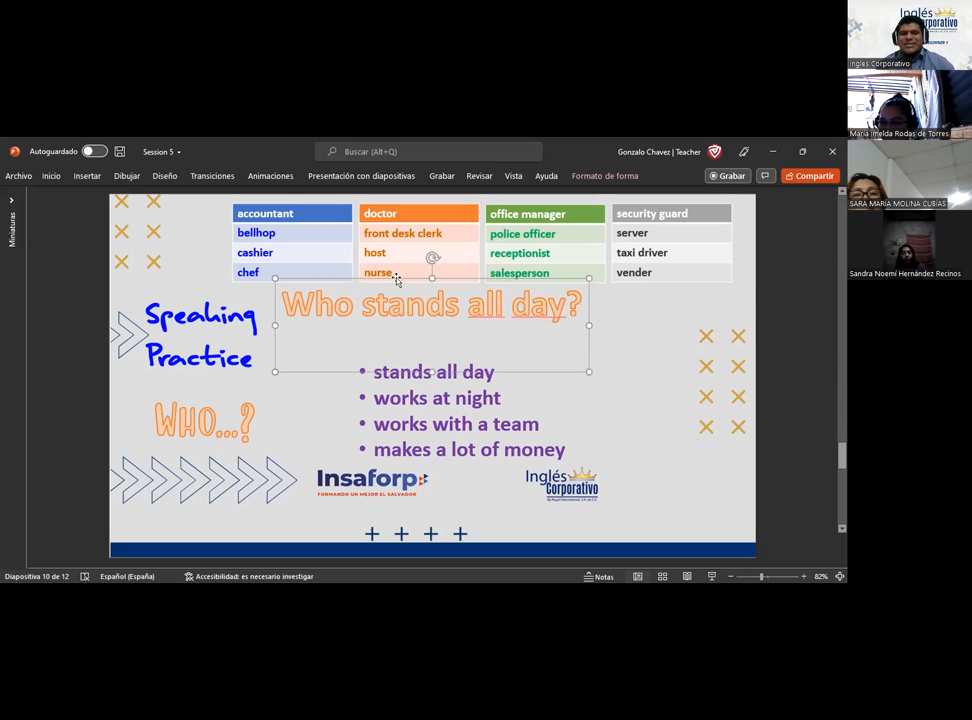 Autoguardado
Session 5
Buscar (Alt+Q)
Gonzalo Chavez | Teacher
Archivo Inicio Insertar Dibujar Diseño Transiciones Animaciones Presentación con diapositivas Grabar Revisar Vista Ayuda Formato de forma Grabar Compartir
Miniaturas
accountant doctor office manager security guard
bellhop front desk clerk police officer server
cashier host receptionist taxi driver
chef nurse salesperson vender
Who stands all day?
Speaking
Practice
WHO...?
• stands all day
• works at night
• works with a team
• makes a lot of money
Insaforp
FORMANDO UN MEJOR EL SALVADOR
Inglés
Corporativo
Diapositiva 10 de 12 Español (España) Accesibilidad: es necesario investigar Notas 82%
Inglés
Corporativo
Ingles Corporativo
Maria Imelda Rodas de Torres
SARA MARÍA MOLINA CUBÍAS
Sandra Noemí Hernández Recinos